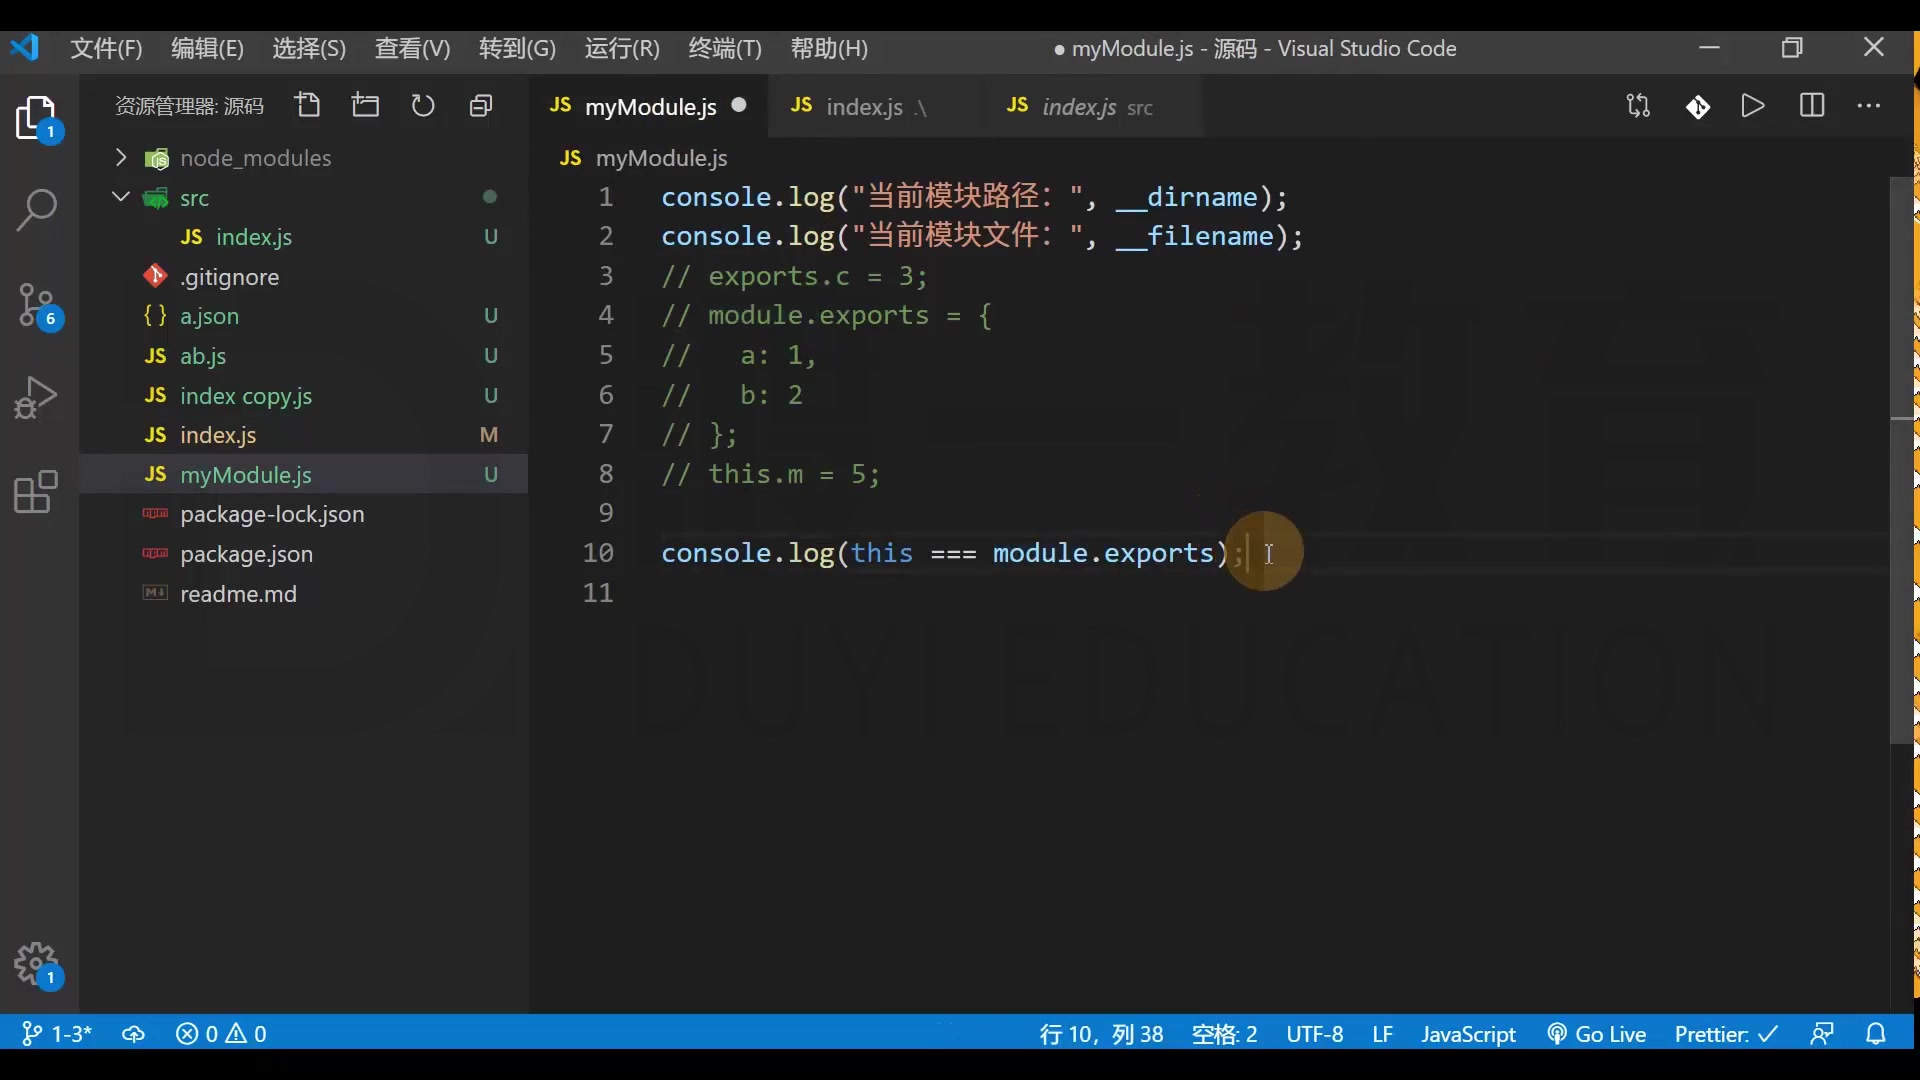 文件(F) 编辑(E) 选择(S) 查看(V) 转到(G) 运行(R) 终端(T) 帮助(H) ● myModule.js - 源码 - Visual Studio Code
资源管理器: 源码
JS myModule.js ● JS index.js .\ JS index.js src
node_modules
src
JS index.js U
.gitignore
{ } a.json U
JS ab.js U
JS index copy.js U
JS index.js M
JS myModule.js U
package-lock.json
package.json
readme.md
JS myModule.js
1 console.log("当前模块路径：", __dirname);
2 console.log("当前模块文件：", __filename);
3 // exports.c = 3;
4 // module.exports = {
5 //   a: 1,
6 //   b: 2
7 // };
8 // this.m = 5;
9
10 console.log(this === module.exports);
11
1
6
1
DUYI EDUCATION
1-3* 0 0 行 10，列 38 空格: 2 UTF-8 LF JavaScript Go Live Prettier: ✓